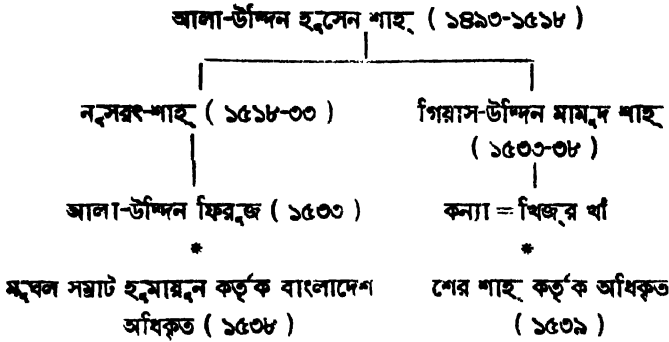 আলা-উদ্দিন হুসেন শাহ্ ( ১৪৯৩-১৫১৮ )
নুসরৎ-শাহ্ ( ১৫১৮-৩৩ )
গিয়াস-উদ্দিন মামুদ শাহ্
( ১৫৩৩-৩৮ )
আলা-উদ্দিন ফিরুজ ( ১৫৩৩ )
কন্যা = খিজ্‌র খাঁ
*
*
মুঘল সম্রাট হুমায়ুন কর্তৃক বাংলাদেশ
অধিকৃত ( ১৫৩৮ )
শের শাহ্ কর্তৃক অধিকৃত
( ১৫৩৯ )